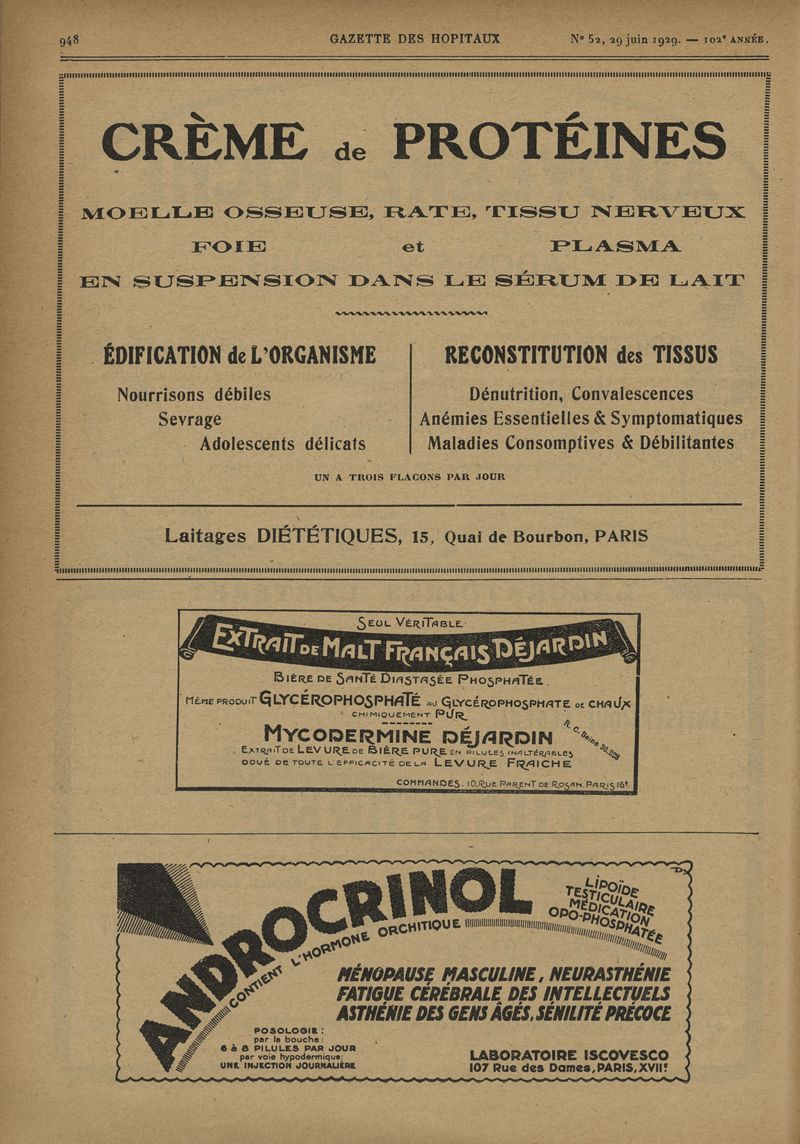 948 GAZETTE DES HOPITAUX Nº 52, 29 juin 1929. — 102e ANNÉE.
CRÈME de PROTÉINES
MOELLE OSSEUSE, RATE, TISSU NERVEUX
FOIE et PLASMA
EN SUSPENSION DANS LE SÉRUM DE LAIT
ÉDIFICATION de L'ORGANISME
Nourrisons débiles
Sevrage
Adolescents délicats
RECONSTITUTION des TISSUS
Dénutrition, Convalescences
Anémies Essentielles & Symptomatiques
Maladies Consomptives & Débilitantes
UN A TROIS FLACONS PAR JOUR
Laitages DIÉTÉTIQUES, 15, Quai de Bourbon, PARIS
SEUL VÉRITABLE
EXTRAIT DE MALT FRANÇAIS DÉJARDIN
BIÈRE DE SANTÉ DIASTASÉE PHOSPHATÉE
MÊME PRODUIT GLYCÉROPHOSPHATÉ AU GLYCÉROPHOSPHATE DE CHAUX
CHIMIQUEMENT PUR
MYCODERMINE DÉJARDIN
EXTRAIT DE LEVURE DE BIÈRE PURE EN PILULES INALTÉRABLES
DOUÉ DE TOUTE L'EFFICACITÉ DE LA LEVURE FRAICHE
R. C. Seine
COMMANDES. 10, RUE PARENT DE ROSAN, PARIS 16e
ANDROCRINOL
CONTIENT L'HORMONE ORCHITIQUE
LIPOÏDE
TESTICULAIRE
MÉDICATION
OPO-PHOSPHATÉE
MÉNOPAUSE MASCULINE, NEURASTHÉNIE
FATIGUE CÉRÉBRALE DES INTELLECTUELS
ASTHÉNIE DES GENS ÂGÉS, SÉNILITÉ PRÉCOCE
POSOLOGIE :
par la bouche :
6 à 8 PILULES PAR JOUR
par voie hypodermique:
UNE INJECTION JOURNALIÈRE
LABORATOIRE ISCOVESCO
107 Rue des Dames, PARIS, XVIIe